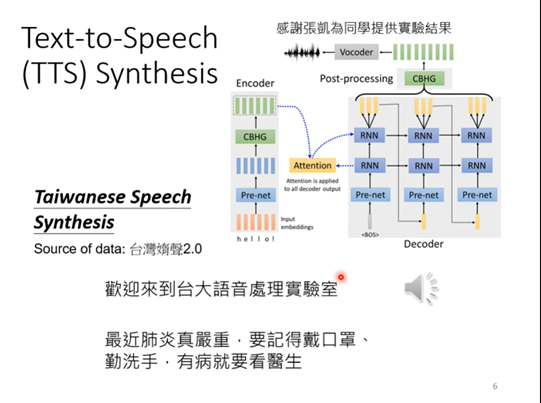 Text-to-Speech
(TTS) Synthesis
感謝張凱為同學提供實驗結果
Vocoder
Post-processing
CBHG
Encoder
CBHG
Pre-net
Input
embeddings
h e l l o !
Attention
Attention is applied
to all decoder output
RNN
RNN
RNN
RNN
RNN
RNN
Pre-net
Pre-net
Pre-net
<BOS>
Decoder
Taiwanese Speech
Synthesis
Source of data: 台灣媠聲2.0
歡迎來到台大語音處理實驗室
最近肺炎真嚴重，要記得戴口罩、
勤洗手，有病就要看醫生
6